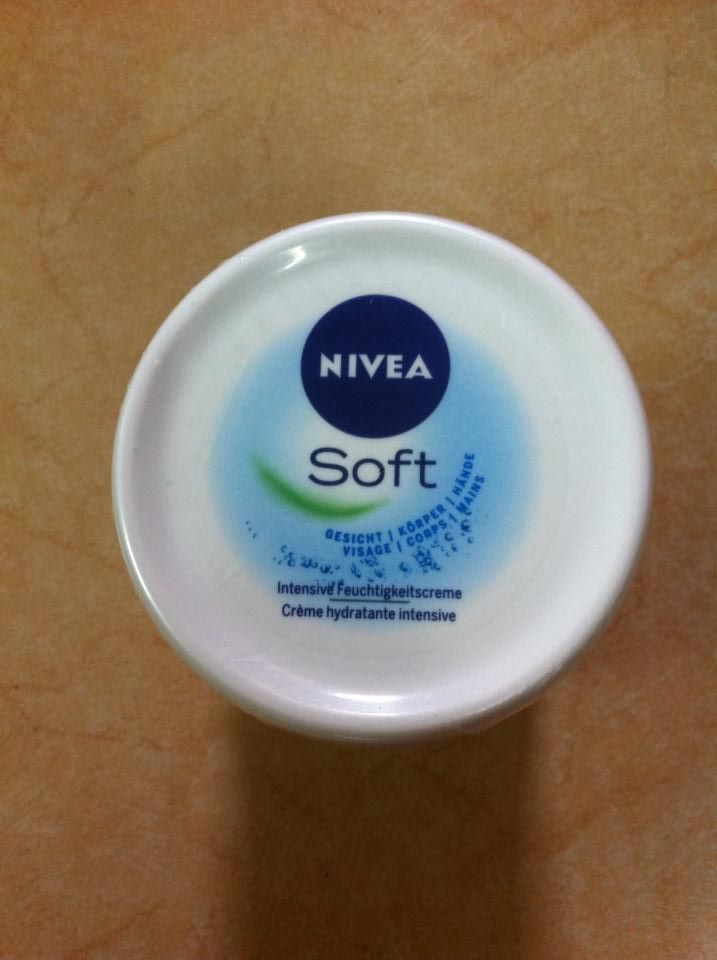 NIVEA
Soft
GESICHT | KÖRPER | HÄNDE
VISAGE | CORPS | MAINS
Intensive Feuchtigkeitscreme
Crème hydratante intensive